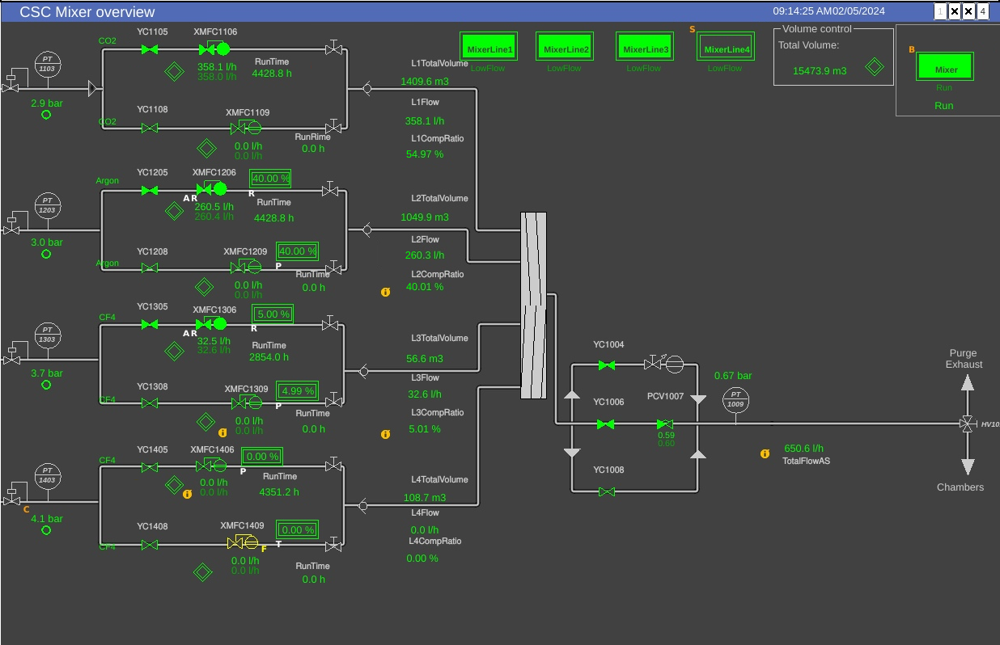 CSC Mixer overview
09:14:25 AM02/05/2024
1
4
YC1105
XMFC1106
CO2
PT
1103
RunTime
358.1 l/h
4428.8 h
358.0 l/h
2.9 bar
YC1108
XMFC1109
CO2
RunRime
0.0 l/h
0.0 h
0.0 l/h
L1TotalVolume
1409.6 m3
L1Flow
358.1 l/h
L1CompRatio
54.97 %
MixerLine1
LowFlow
MixerLine2
LowFlow
MixerLine3
LowFlow
S
MixerLine4
LowFlow
Volume control
Total Volume:
15473.9 m3
B
Mixer
Run
Run
YC1205
XMFC1206
40.00 %
Argon
A R
R
PT
1203
RunTime
260.5 l/h
4428.8 h
260.4 l/h
3.0 bar
YC1208
XMFC1209
40.00 %
Argon
P
RunTime
0.0 l/h
0.0 h
0.0 l/h
L2TotalVolume
1049.9 m3
L2Flow
260.3 l/h
L2CompRatio
i
40.01 %
YC1305
XMFC1306
5.00 %
CF4
A R
R
PT
1303
RunTime
32.5 l/h
2854.0 h
32.6 l/h
3.7 bar
YC1308
XMFC1309
4.99 %
CF4
P
RunTime
i
0.0 l/h
0.0 h
0.0 l/h
L3TotalVolume
56.6 m3
L3Flow
32.6 l/h
L3CompRatio
i
5.01 %
YC1405
XMFC1406
0.00 %
CF4
P
PT
1403
RunTime
i
0.0 l/h
4351.2 h
0.0 l/h
C
4.1 bar
YC1408
XMFC1409
0.00 %
CF4
F
T
RunTime
0.0 l/h
0.0 h
0.0 l/h
L4TotalVolume
108.7 m3
L4Flow
0.0 l/h
L4CompRatio
0.00 %
YC1004
YC1006
PCV1007
0.59
0.60
YC1008
0.67 bar
PT
1009
i
650.6 l/h
TotalFlowAS
Purge
Exhaust
HV10
Chambers